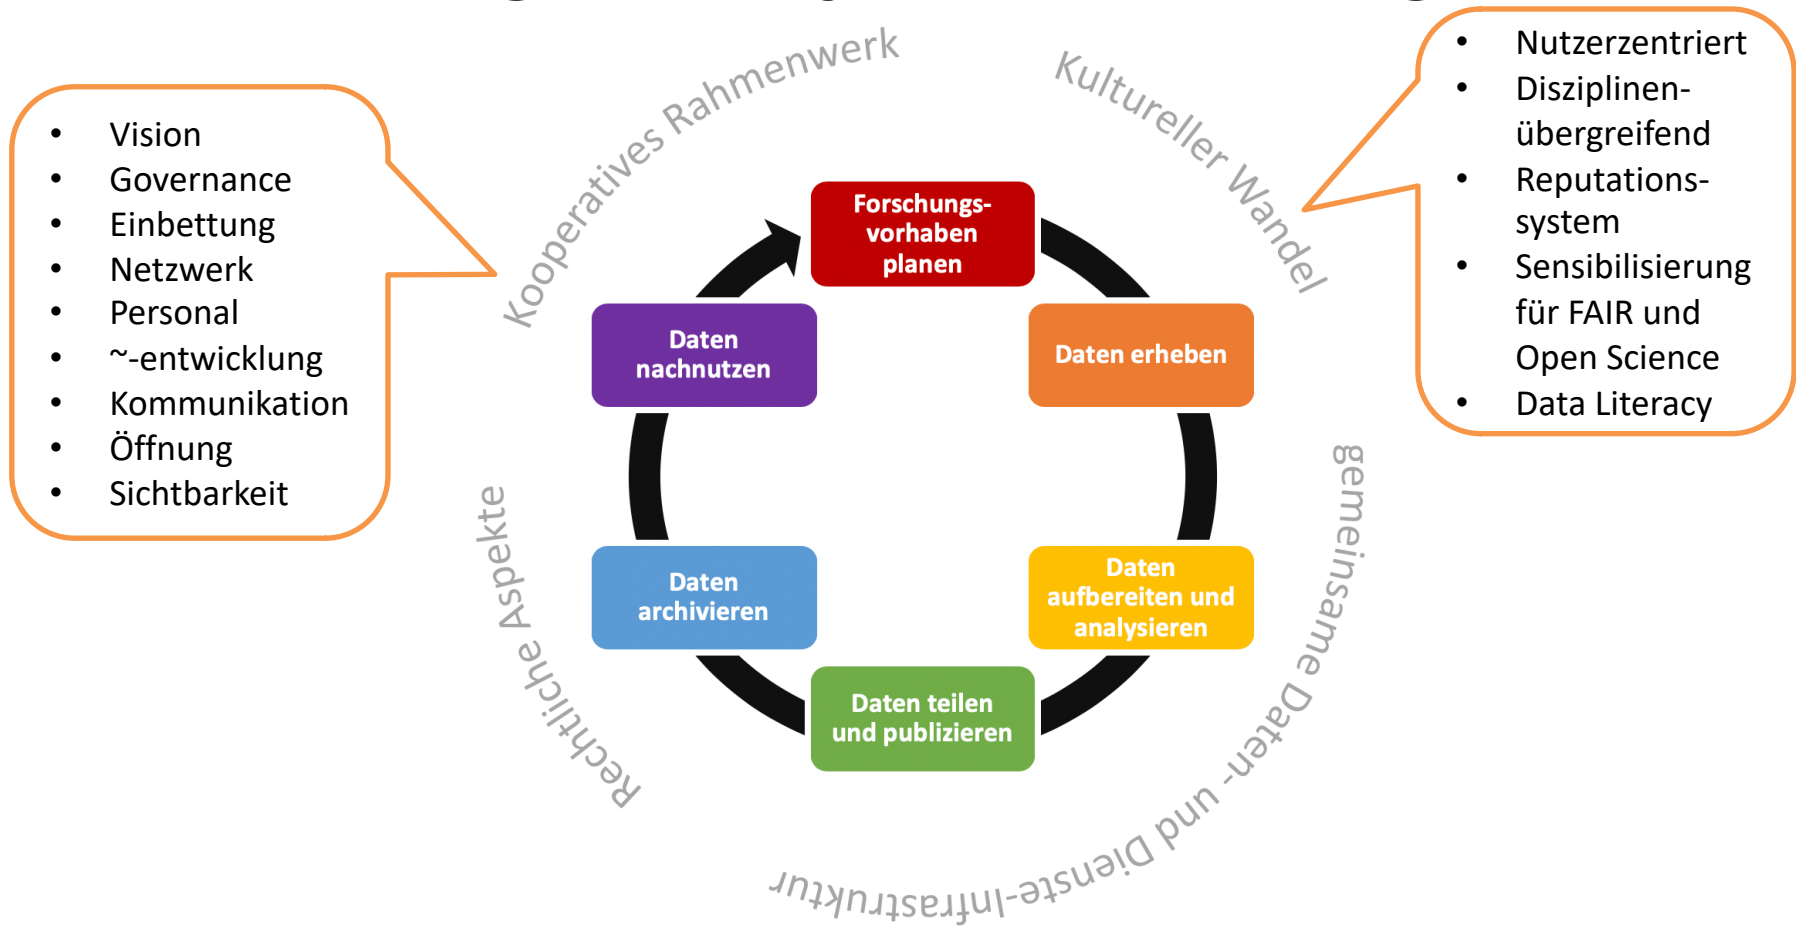 Kooperatives Rahmenwerk
Kultureller Wandel
• Vision
• Governance
• Einbettung
• Netzwerk
• Personal
• ~-entwicklung
• Kommunikation
• Öffnung
• Sichtbarkeit
• Nutzerzentriert
• Disziplinen-
übergreifend
• Reputations-
system
• Sensibilisierung
für FAIR und
Open Science
• Data Literacy
Forschungs-
vorhaben
planen
Daten erheben
Daten
aufbereiten und
analysieren
Daten teilen
und publizieren
Daten
archivieren
Daten
nachnutzen
gemeinsame Daten- und Dienste-Infrastruktur
Rechtliche Aspekte